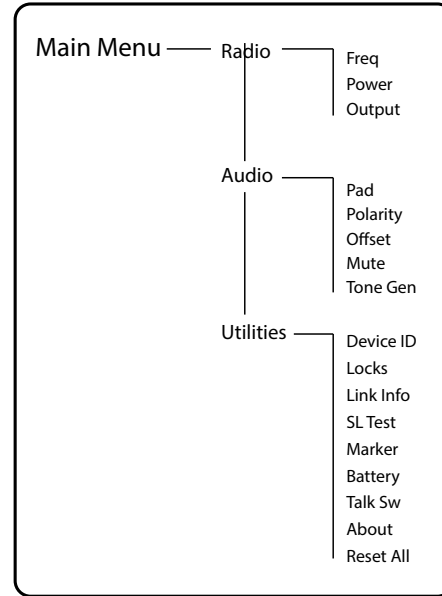 Main Menu
Radio
Freq
Power
Output
Audio
Pad
Polarity
Offset
Mute
Tone Gen
Utilities
Device ID
Locks
Link Info
SL Test
Marker
Battery
Talk Sw
About
Reset All